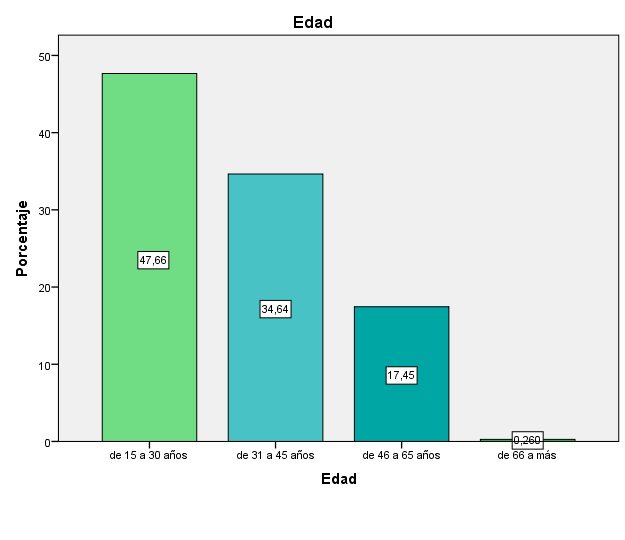 Edad
Porcentaje
50
40
30
20
10
0
47,66
34,64
17,45
0,260
de 15 a 30 años
de 31 a 45 años
de 46 a 65 años
de 66 a más
Edad